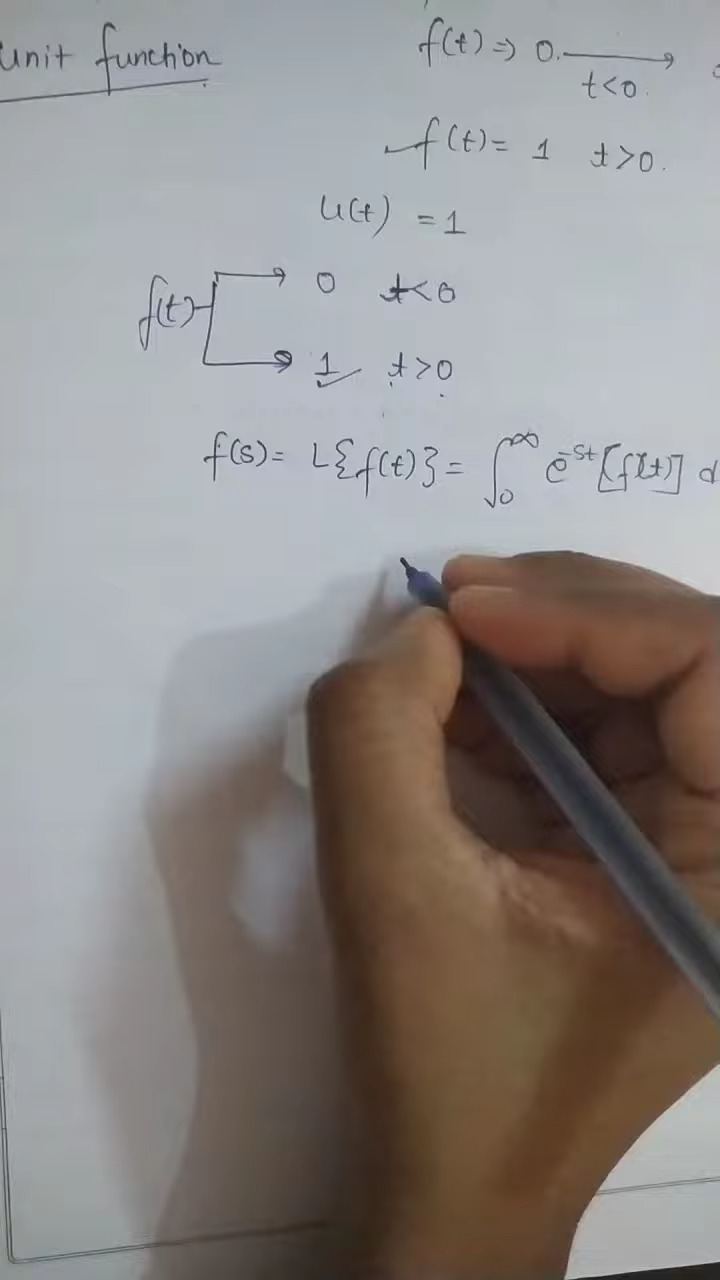 unit function
f(t) ⇒ 0 → t<0.
f(t) = 1 t>0.
u(t) = 1
f(t) → 0 t<0
→ 1 t>0
f(s) = L{f(t)} = ∫₀^∞ e^-st [f(t)] d